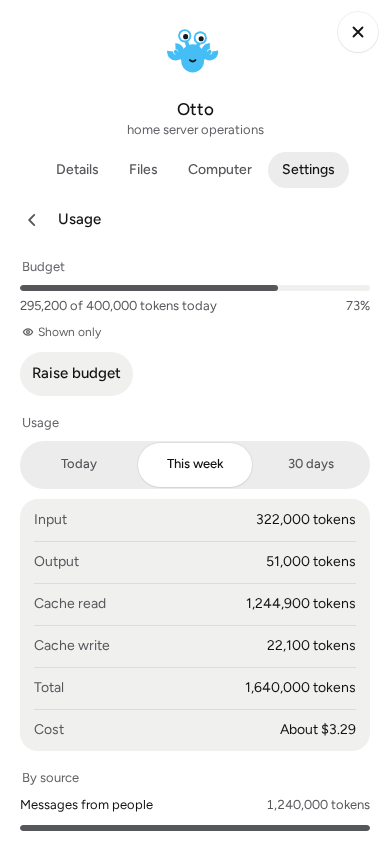 Otto
home server operations
Details Files Computer Settings
Usage
Budget
295,200 of 400,000 tokens today 73%
Shown only
Raise budget
Usage
Today This week 30 days
Input 322,000 tokens
Output 51,000 tokens
Cache read 1,244,900 tokens
Cache write 22,100 tokens
Total 1,640,000 tokens
Cost About $3.29
By source
Messages from people 1,240,000 tokens